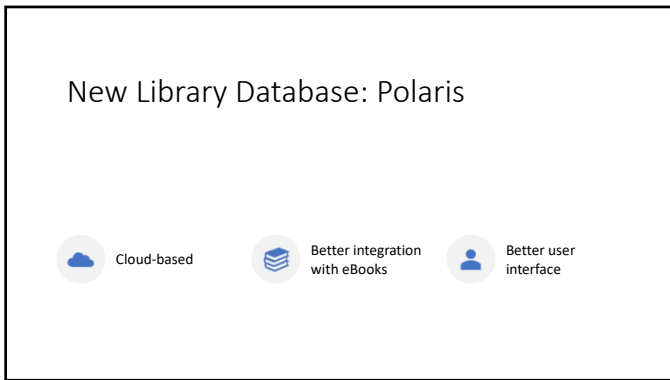 New Library Database: Polaris
Cloud-based
Better integration
with eBooks
Better user
interface